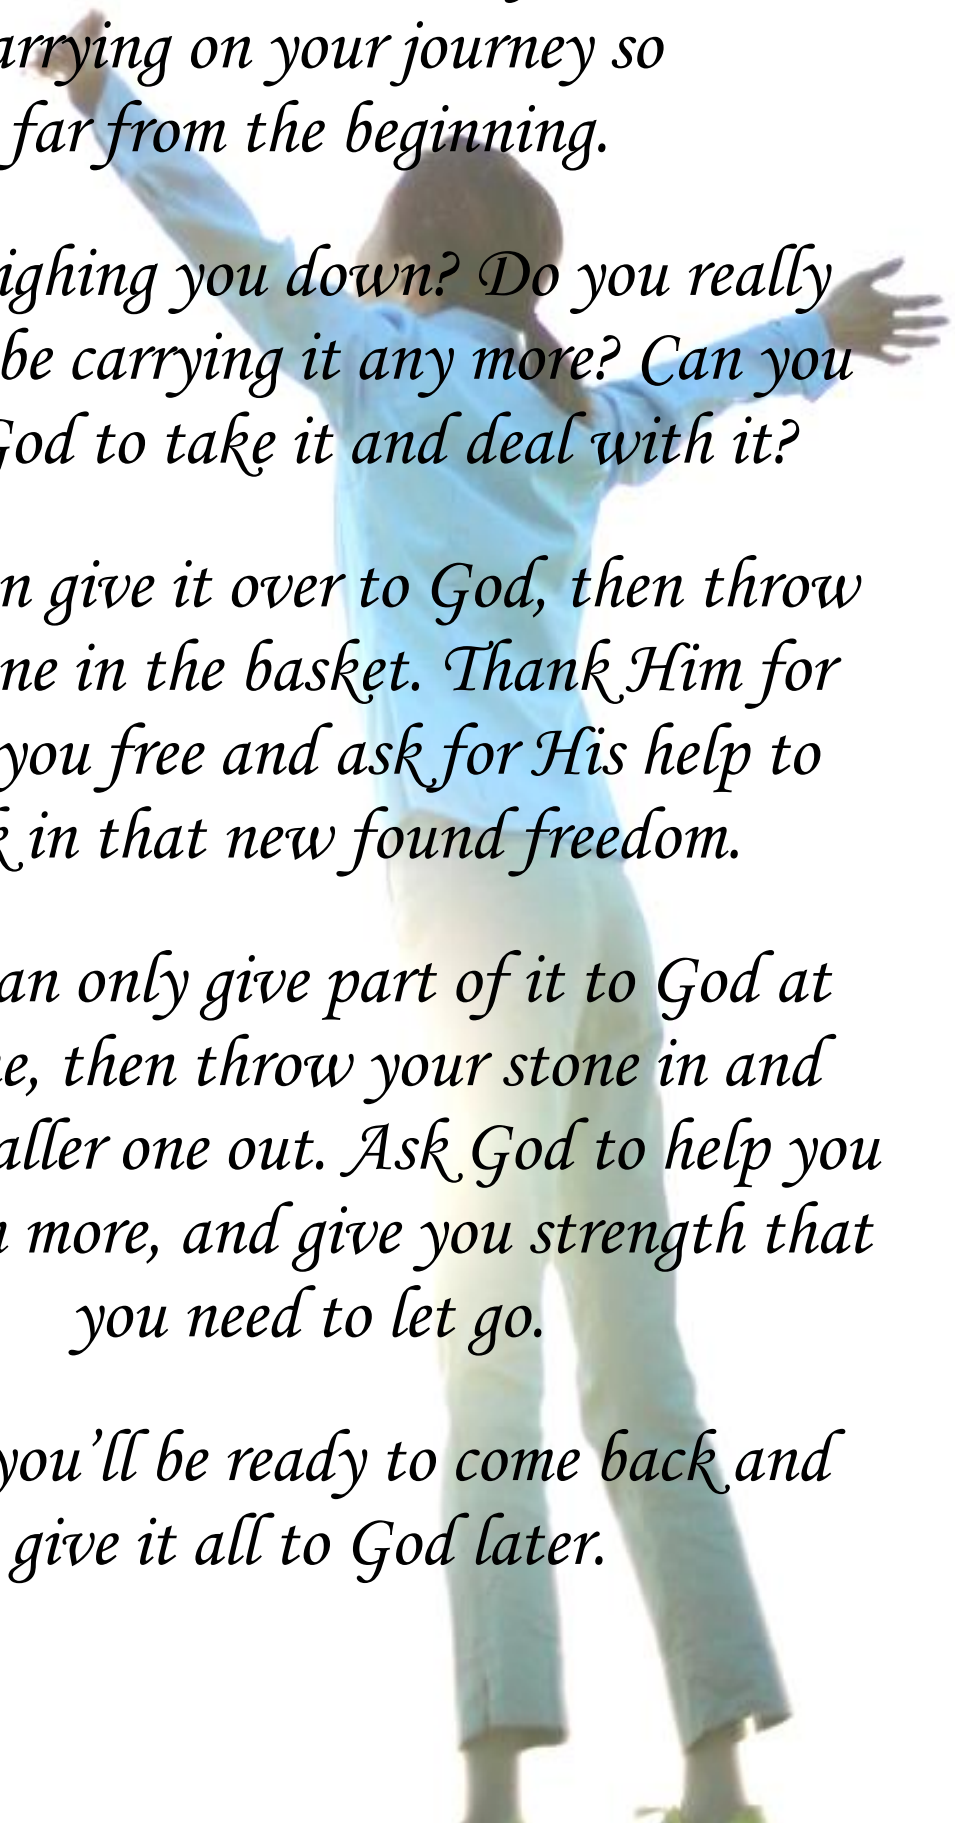 arrying on your journey so
far from the beginning.
ighing you down? Do you really
be carrying it any more? Can you
God to take it and deal with it?
n give it over to God, then throw
ne in the basket. Thank Him for
you free and ask for His help to
k in that new found freedom.
an only give part of it to God at
e, then throw your stone in and
aller one out. Ask God to help you
more, and give you strength that
you need to let go.
you’ll be ready to come back and
give it all to God later.